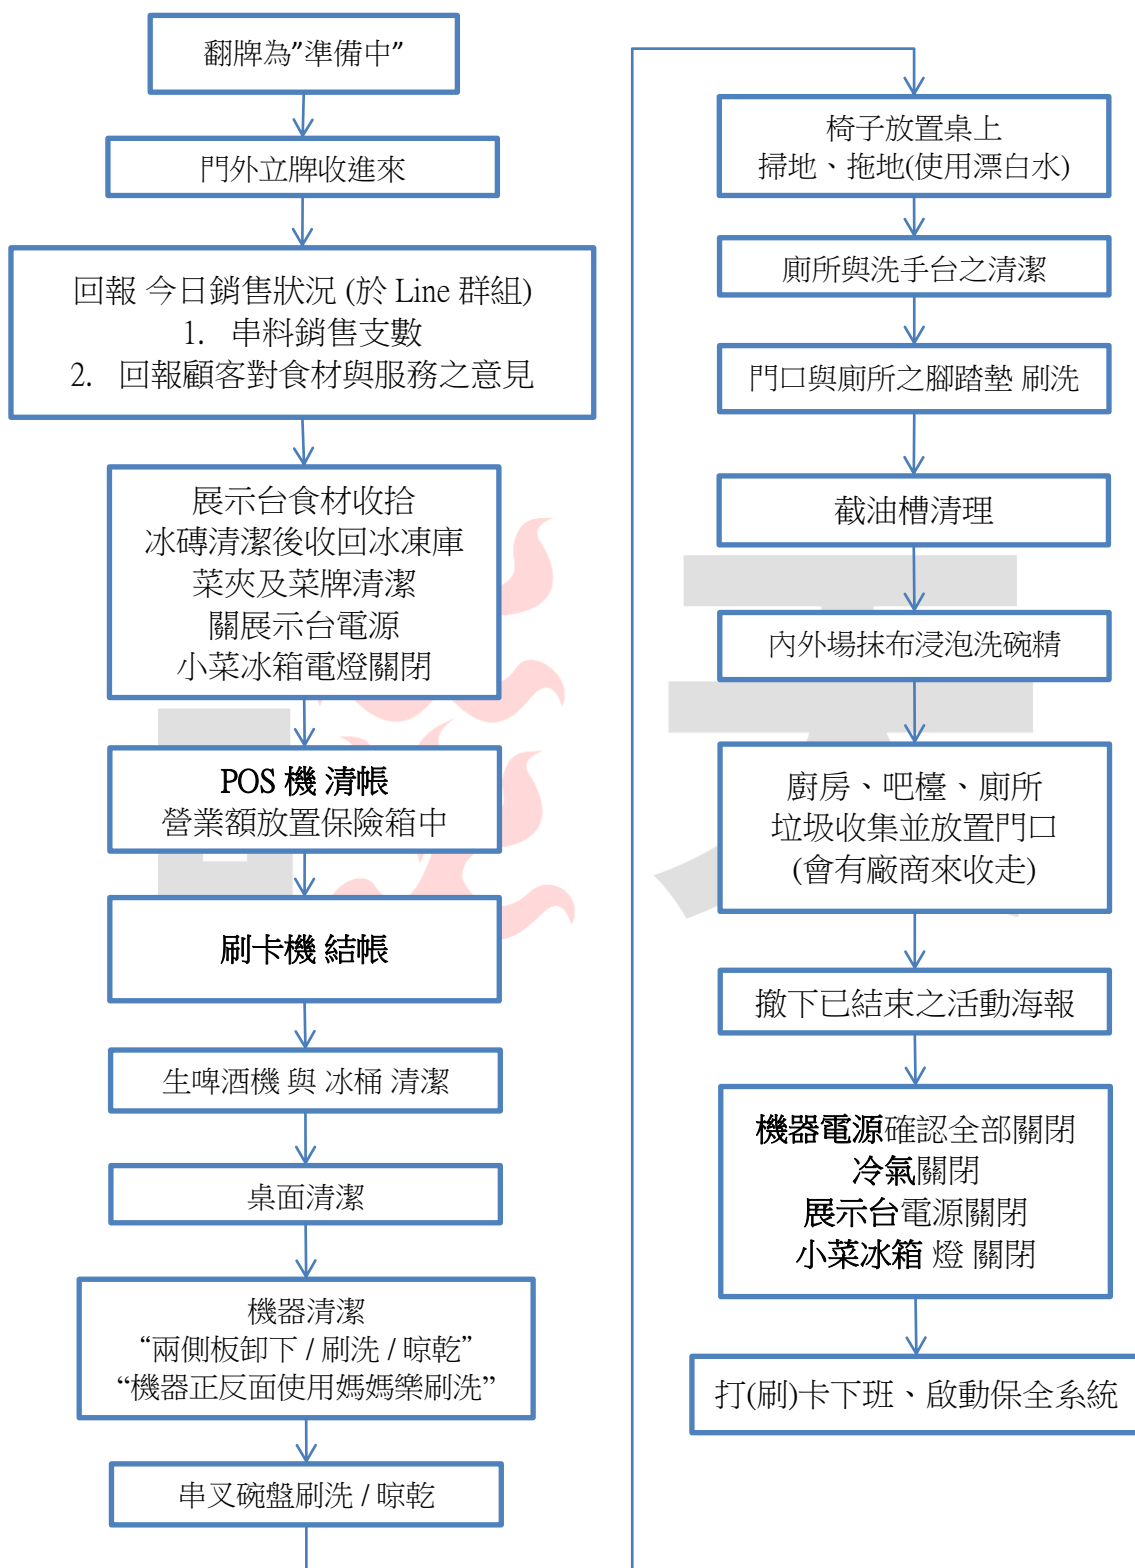 翻牌為”準備中”
門外立牌收進來
回報 今日銷售狀況 (於 Line 群組)
1. 串料銷售支數
2. 回報顧客對食材與服務之意見
展示台食材收拾
冰磚清潔後收回冰凍庫
菜夾及菜牌清潔
關展示台電源
小菜冰箱電燈關閉
POS 機 清帳
營業額放置保險箱中
刷卡機 結帳
生啤酒機 與 冰桶 清潔
桌面清潔
機器清潔
“兩側板卸下 / 刷洗 / 晾乾”
“機器正反面使用媽媽樂刷洗”
串叉碗盤刷洗 / 晾乾
椅子放置桌上
掃地、拖地(使用漂白水)
廁所與洗手台之清潔
門口與廁所之腳踏墊 刷洗
截油槽清理
內外場抹布浸泡洗碗精
廚房、吧檯、廁所
垃圾收集並放置門口
(會有廠商來收走)
撤下已結束之活動海報
機器電源確認全部關閉
冷氣關閉
展示台電源關閉
小菜冰箱 燈 關閉
打(刷)卡下班、啟動保全系統